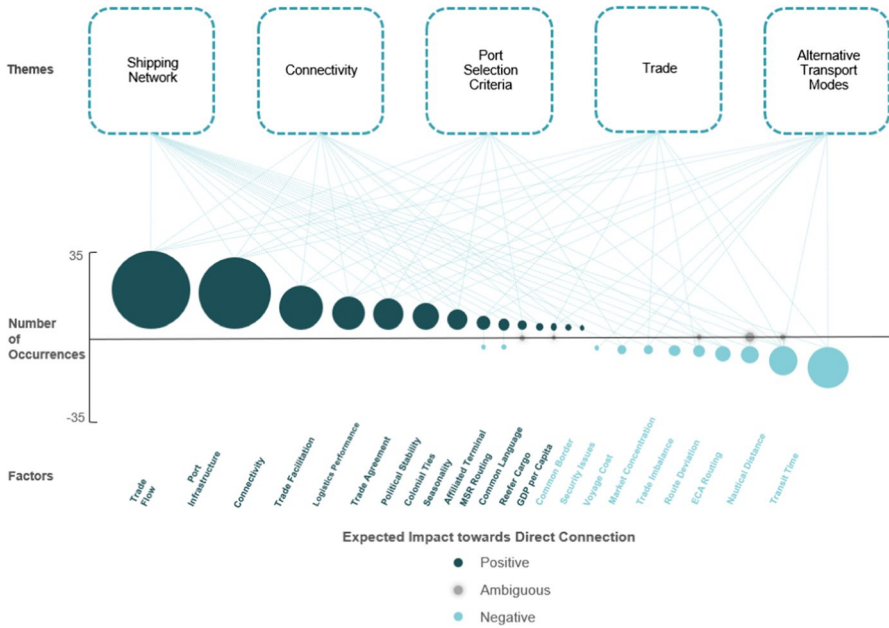 Themes
Shipping
Network
Connectivity
Port
Selection
Criteria
Trade
Alternative
Transport
Modes
35
Number
of
Occurrences
-35
Factors
Trade
Flow
Port
Infrastructure
Connectivity
Trade Facilitation
Logistics Performance
Trade Agreement
Political Stability
Colonial Ties
Seasonality
Affiliated Terminal
MSR Routing
Common Language
Reefer Cargo
GDP per Capita
Common Border
Security Issues
Voyage Cost
Market Concentration
Trade Imbalance
Route Deviation
ECA Routing
Nautical Distance
Transit Time
Expected Impact towards Direct Connection
Positive
Ambiguous
Negative